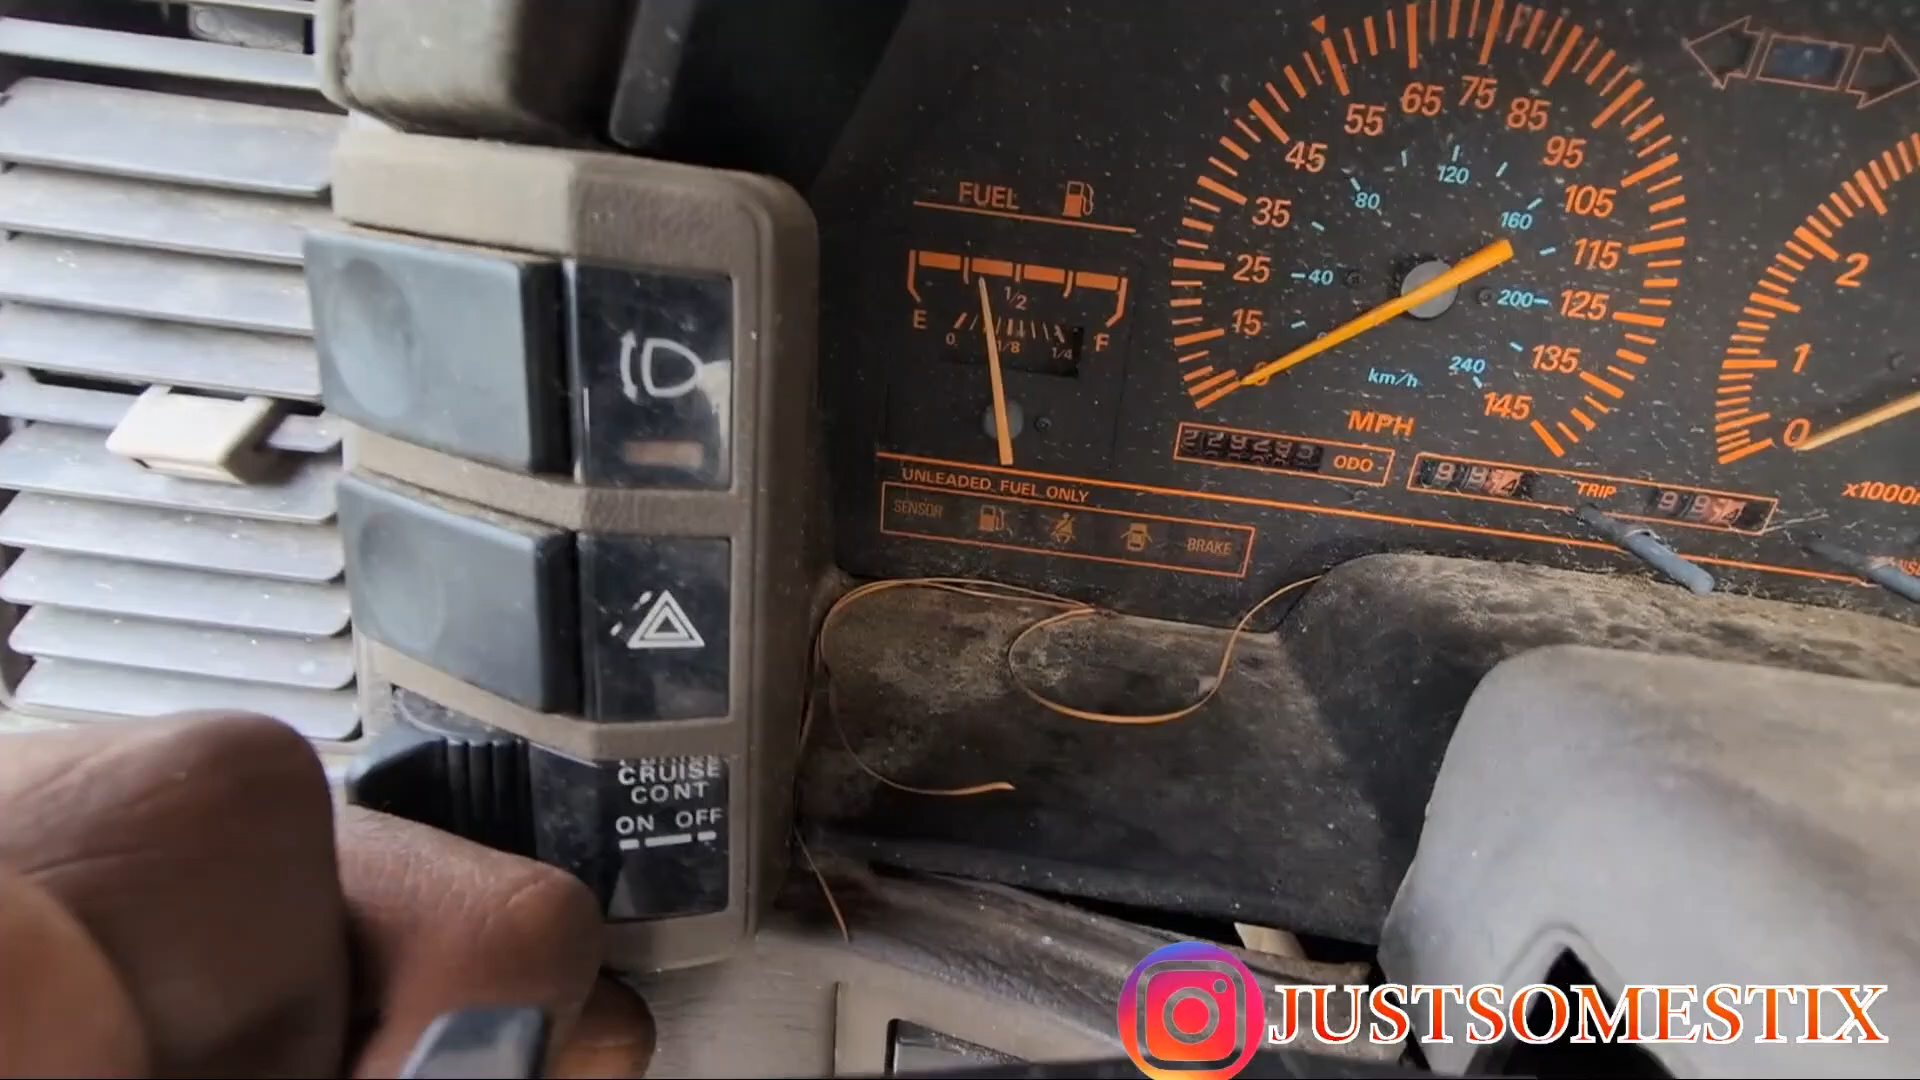 FUEL
1/2
E
F
0
1/8
1/4
UNLEADED FUEL ONLY
SENSOR
BRAKE
15
25
35
45
55
65
75
85
95
105
115
125
135
145
40
80
120
160
200
240
km/h
MPH
ODO
TRIP
0
1
2
CRUISE
CONT
ON OFF
JUSTSOMESTIX